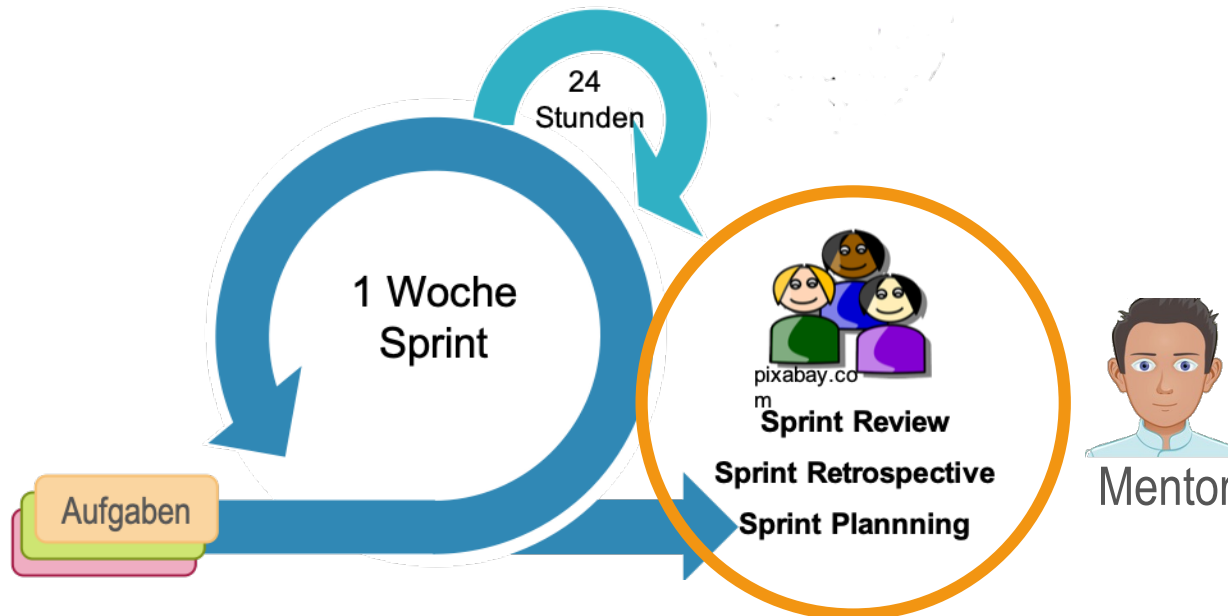 24
Stunden
1 Woche
Sprint
pixabay.co
m
Sprint Review
Sprint Retrospective
Sprint Plannning
Aufgaben
Mentor